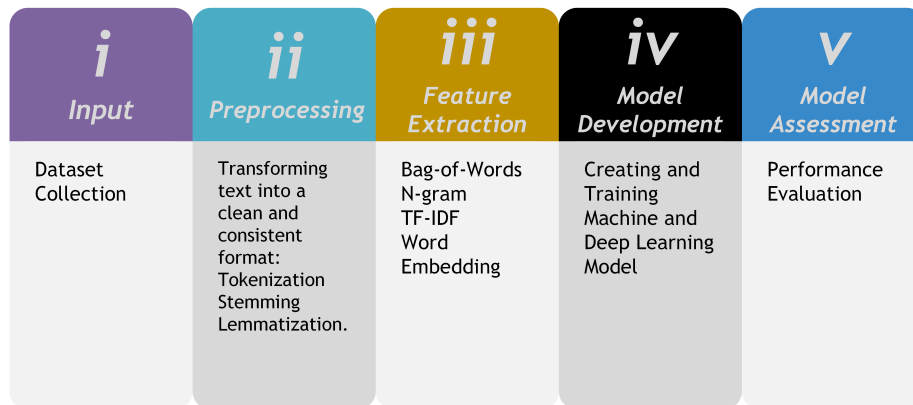 i
Input
Dataset
Collection
ii
Preprocessing
Transforming
text into a
clean and
consistent
format:
Tokenization
Stemming
Lemmatization.
iii
Feature
Extraction
Bag-of-Words
N-gram
TF-IDF
Word
Embedding
iv
Model
Development
Creating and
Training
Machine and
Deep Learning
Model
v
Model
Assessment
Performance
Evaluation